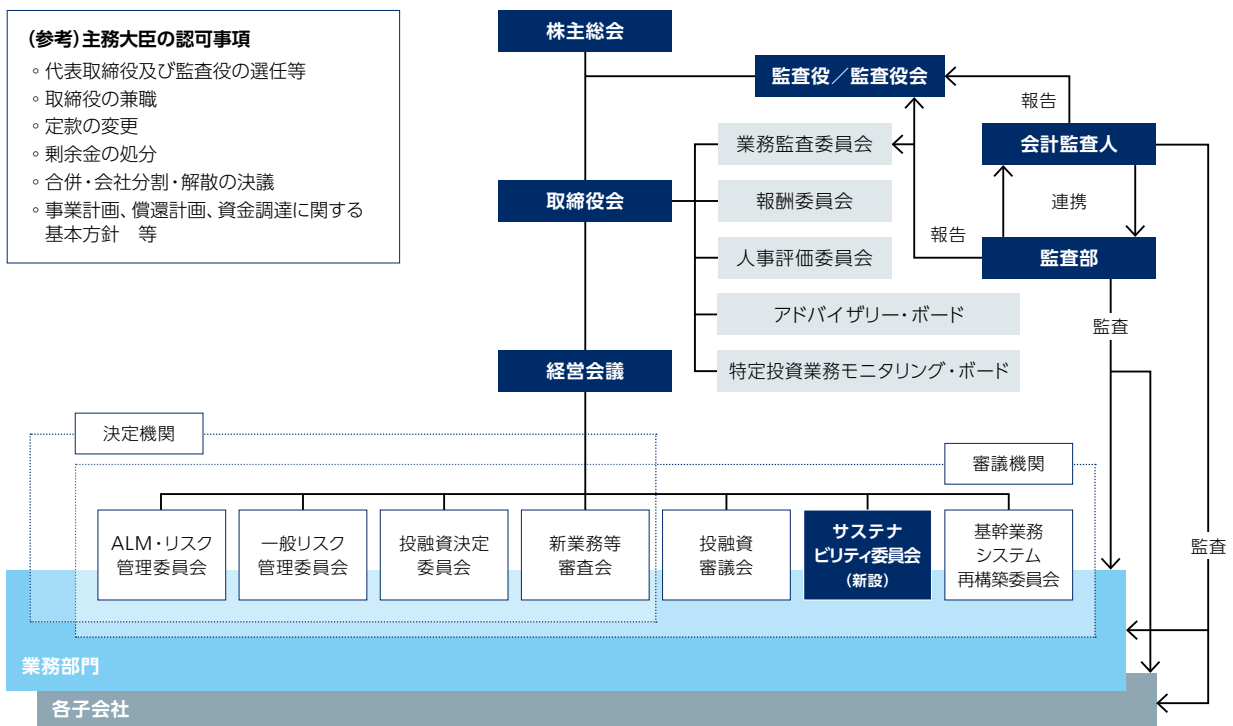 (参考)主務大臣の認可事項
◦代表取締役及び監査役の選任等
◦取締役の兼職
◦定款の変更
◦剰余金の処分
◦合併・会社分割・解散の決議
◦事業計画、償還計画、資金調達に関する
基本方針　等
株主総会
監査役／監査役会
報告
業務監査委員会
会計監査人
取締役会
報酬委員会
連携
報告
人事評価委員会
監査部
アドバイザリー・ボード
監査
経営会議
特定投資業務モニタリング・ボード
決定機関
審議機関
ALM・リスク
管理委員会
一般リスク
管理委員会
投融資決定
委員会
新業務等
審査会
投融資
審議会
サステナ
ビリティ委員会
(新設)
基幹業務
システム
再構築委員会
監査
業務部門
各子会社